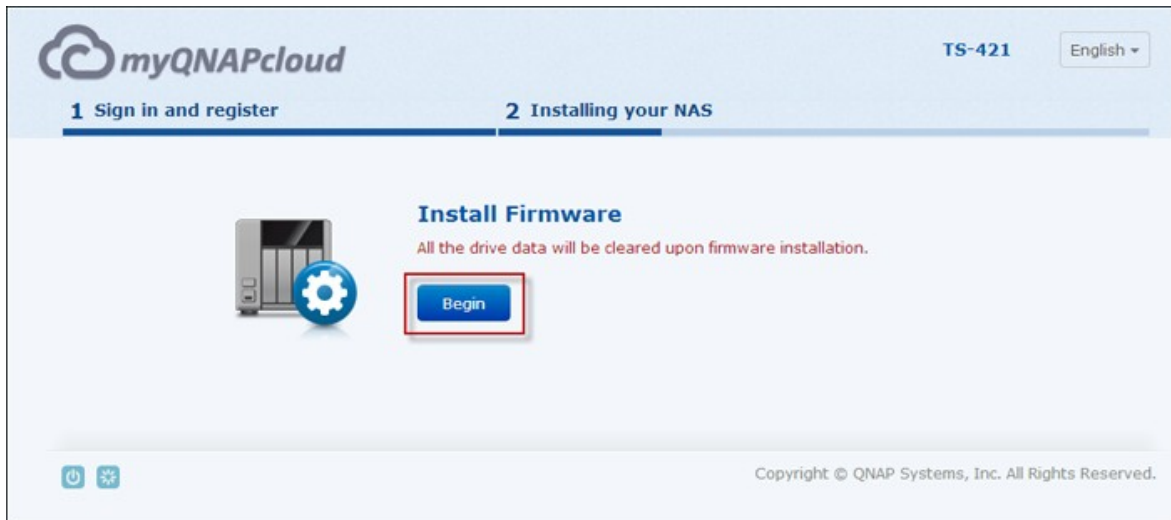 myQNAPcloud
TS-421
English
1 Sign in and register
2 Installing your NAS
Install Firmware
All the drive data will be cleared upon firmware installation.
Begin
Copyright © QNAP Systems, Inc. All Rights Reserved.